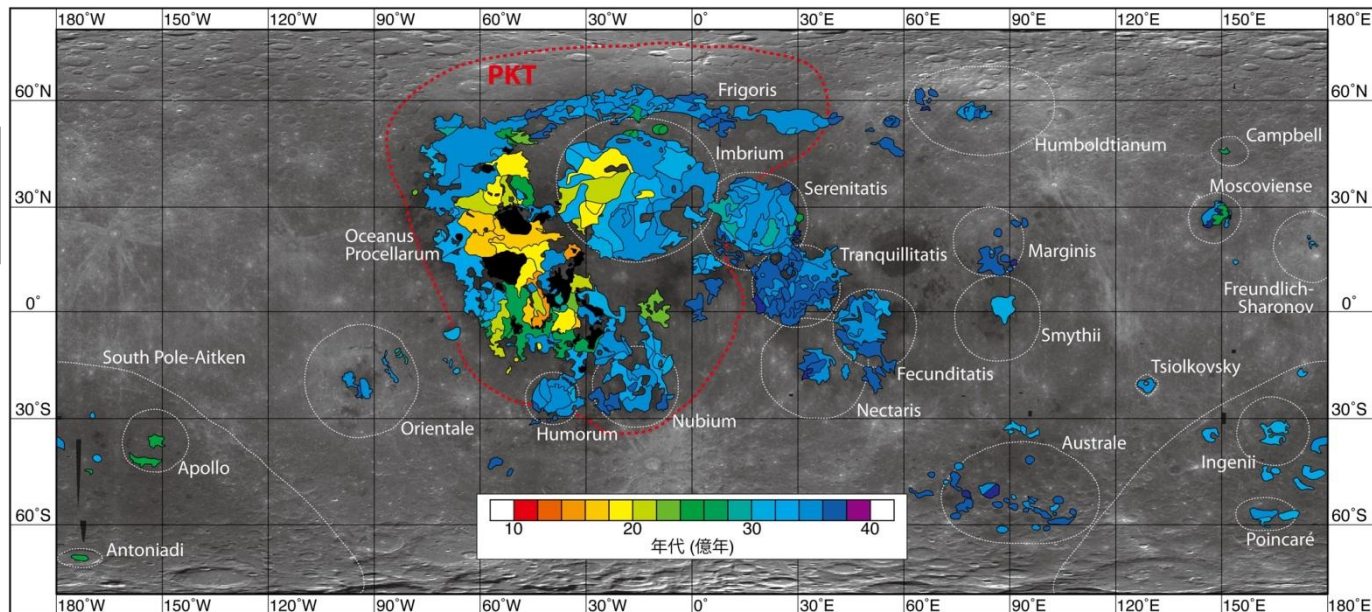 180°W 150°W 120°W 90°W 60°W 30°W 0° 30°E 60°E 90°E 120°E 150°E 180°E
PKT
60°N 60°N
Frigoris
Campbell
Humboldtianum
Imbrium
Moscoviense
Serenitatis
30°N 30°N
Oceanus
Procellarum
Tranquillitatis
Marginis
Freundlich-
Sharonov
0° 0°
Smythii
South Pole-Aitken
Tsiolkovsky
Fecunditatis
Nectaris
30°S 30°S
Orientale
Humorum
Nubium
Australe
Apollo
Ingenii
10 20 30 40
年代 (億年)
60°S 60°S
Poincaré
Antoniadi
180°W 150°W 120°W 90°W 60°W 30°W 0° 30°E 60°E 90°E 120°E 150°E 180°E